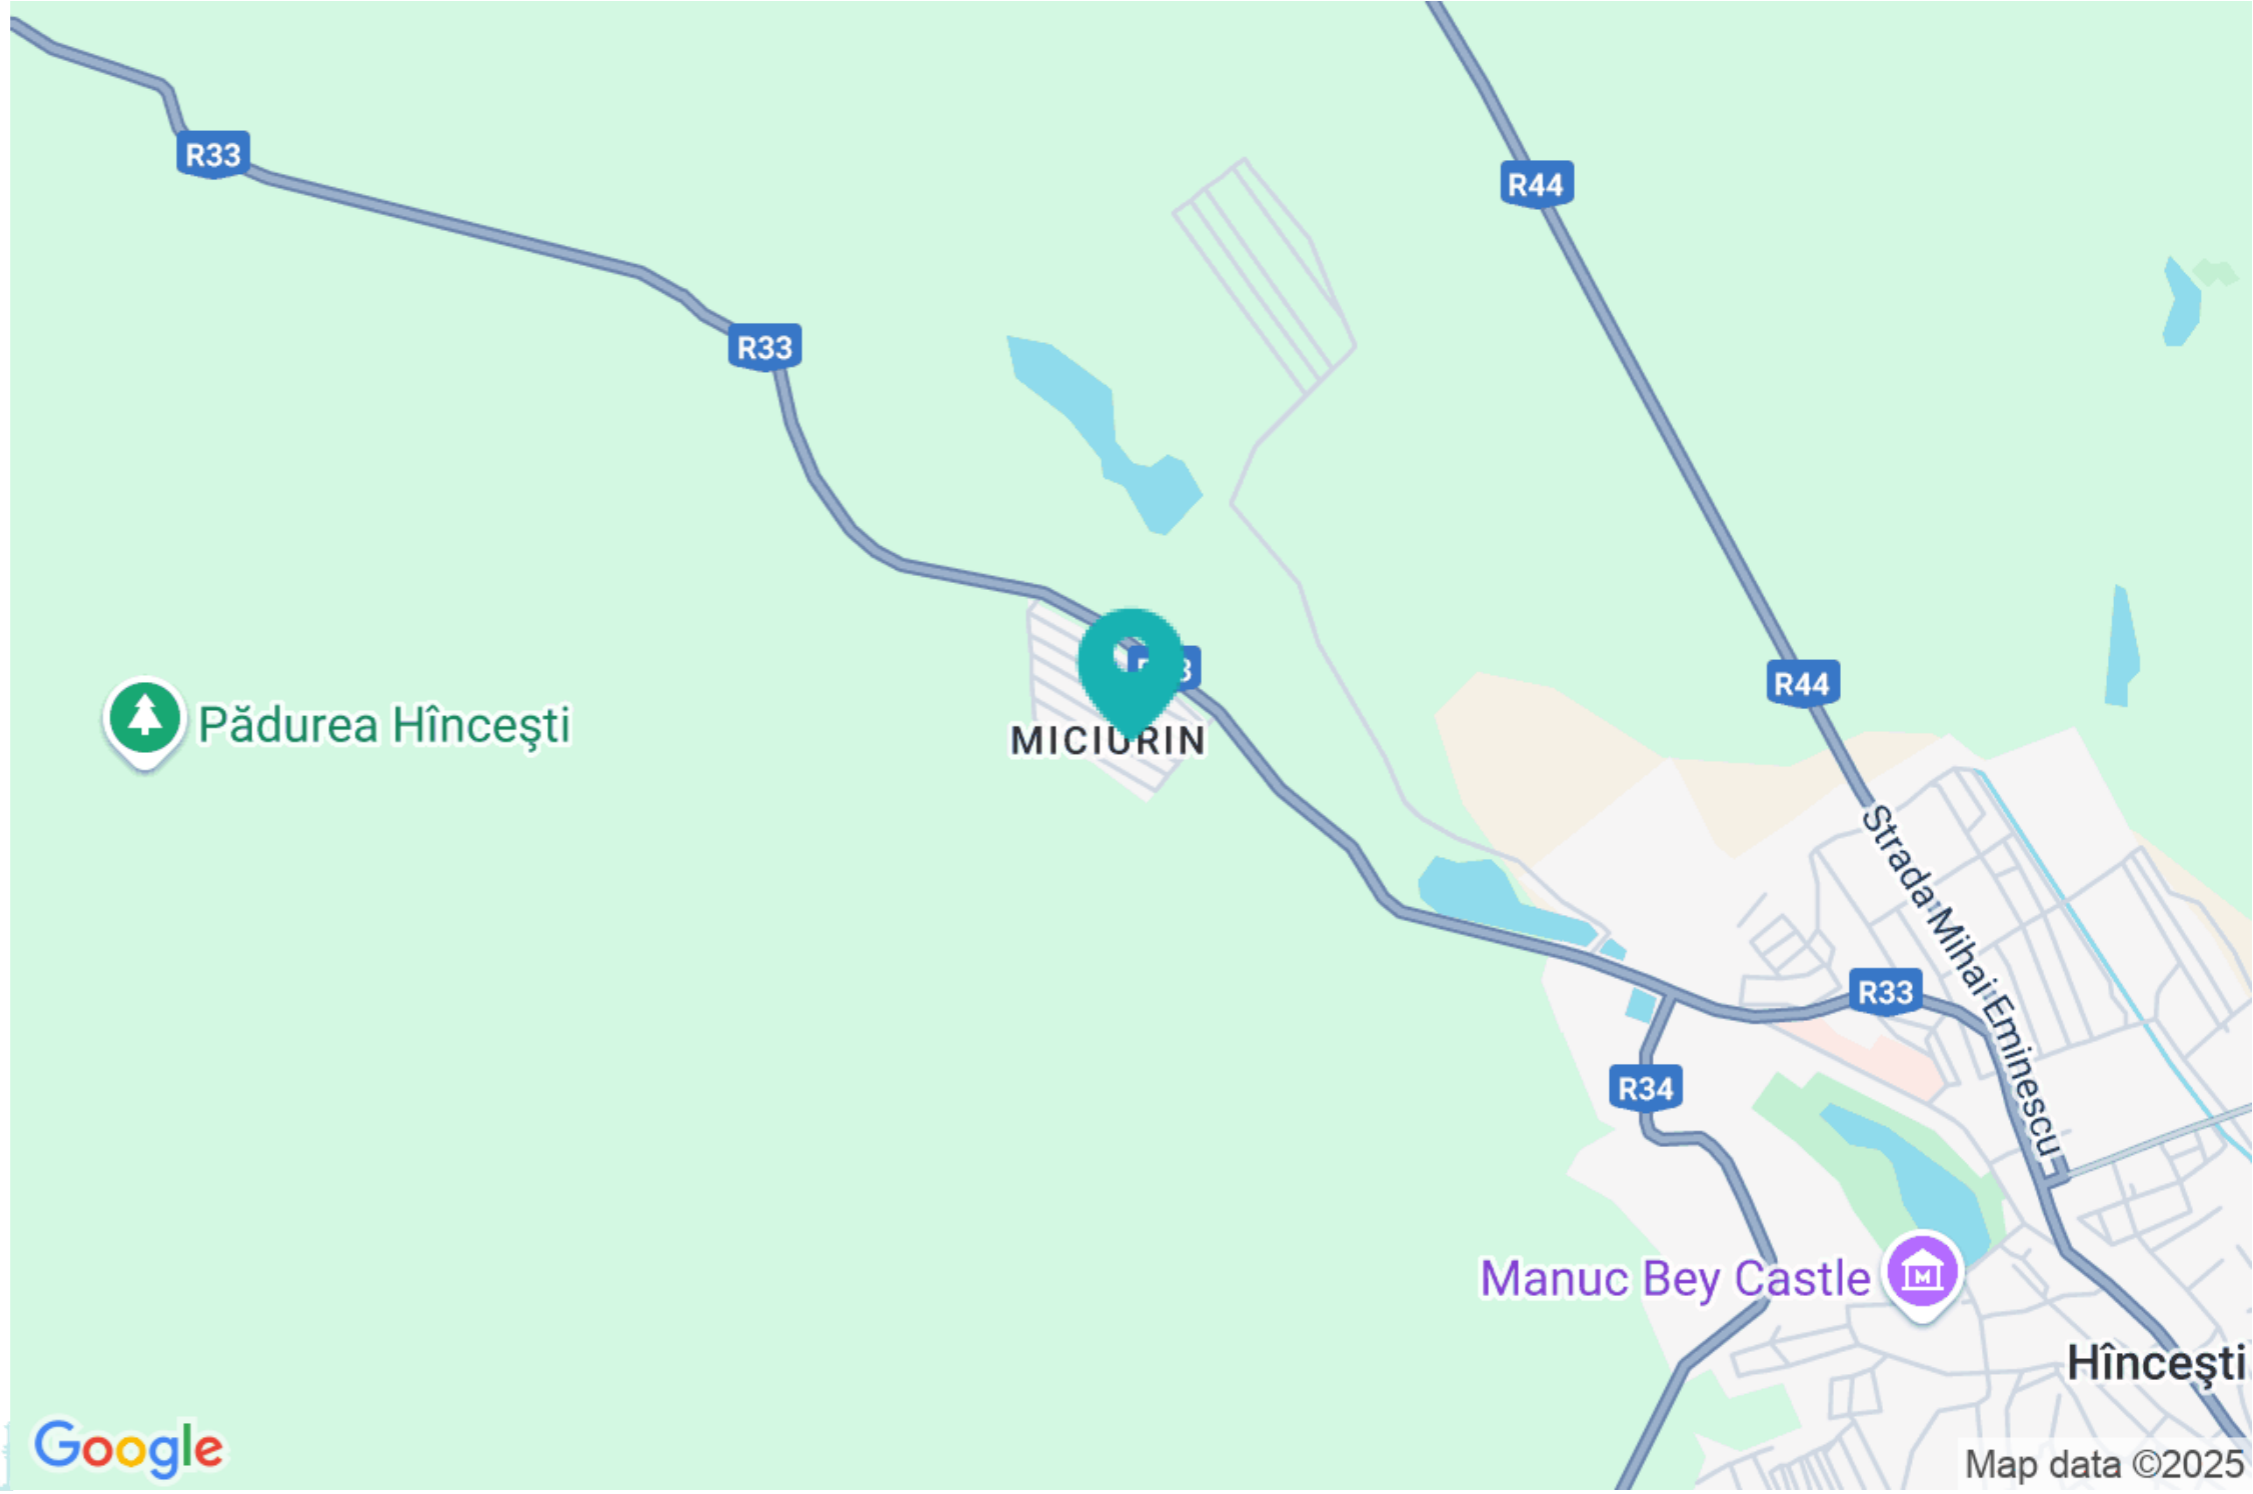 R33
R44
R33
R44
Pădurea Hînceşti
MICIURIN
Strada Mihai Eminescu
R33
R34
Manuc Bey Castle
Hînceşti
Google
Map data ©2025